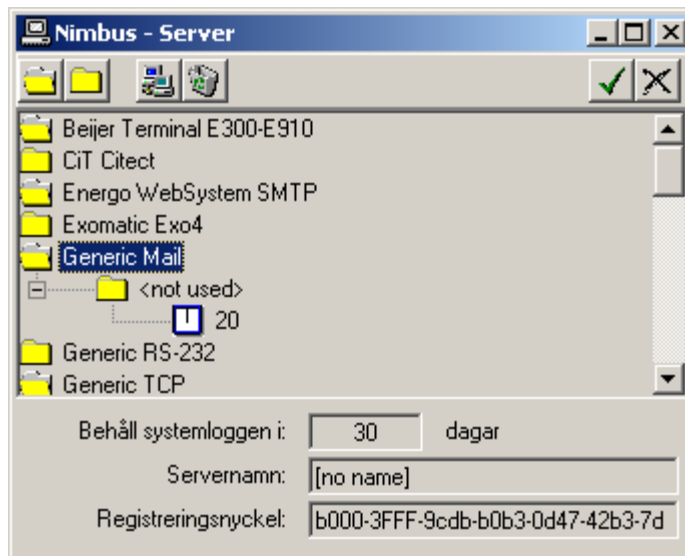 Nimbus - Server
Beijer Terminal E300-E910
CiT Citect
Energo WebSystem SMTP
Exomatic Exo4
Generic Mail
<not used>
20
Generic RS-232
Generic TCP
Behåll systemloggen i: 30 dagar
Servernamn: [no name]
Registreringsnyckel: b000-3FFF-9cdb-b0b3-0d47-42b3-7d